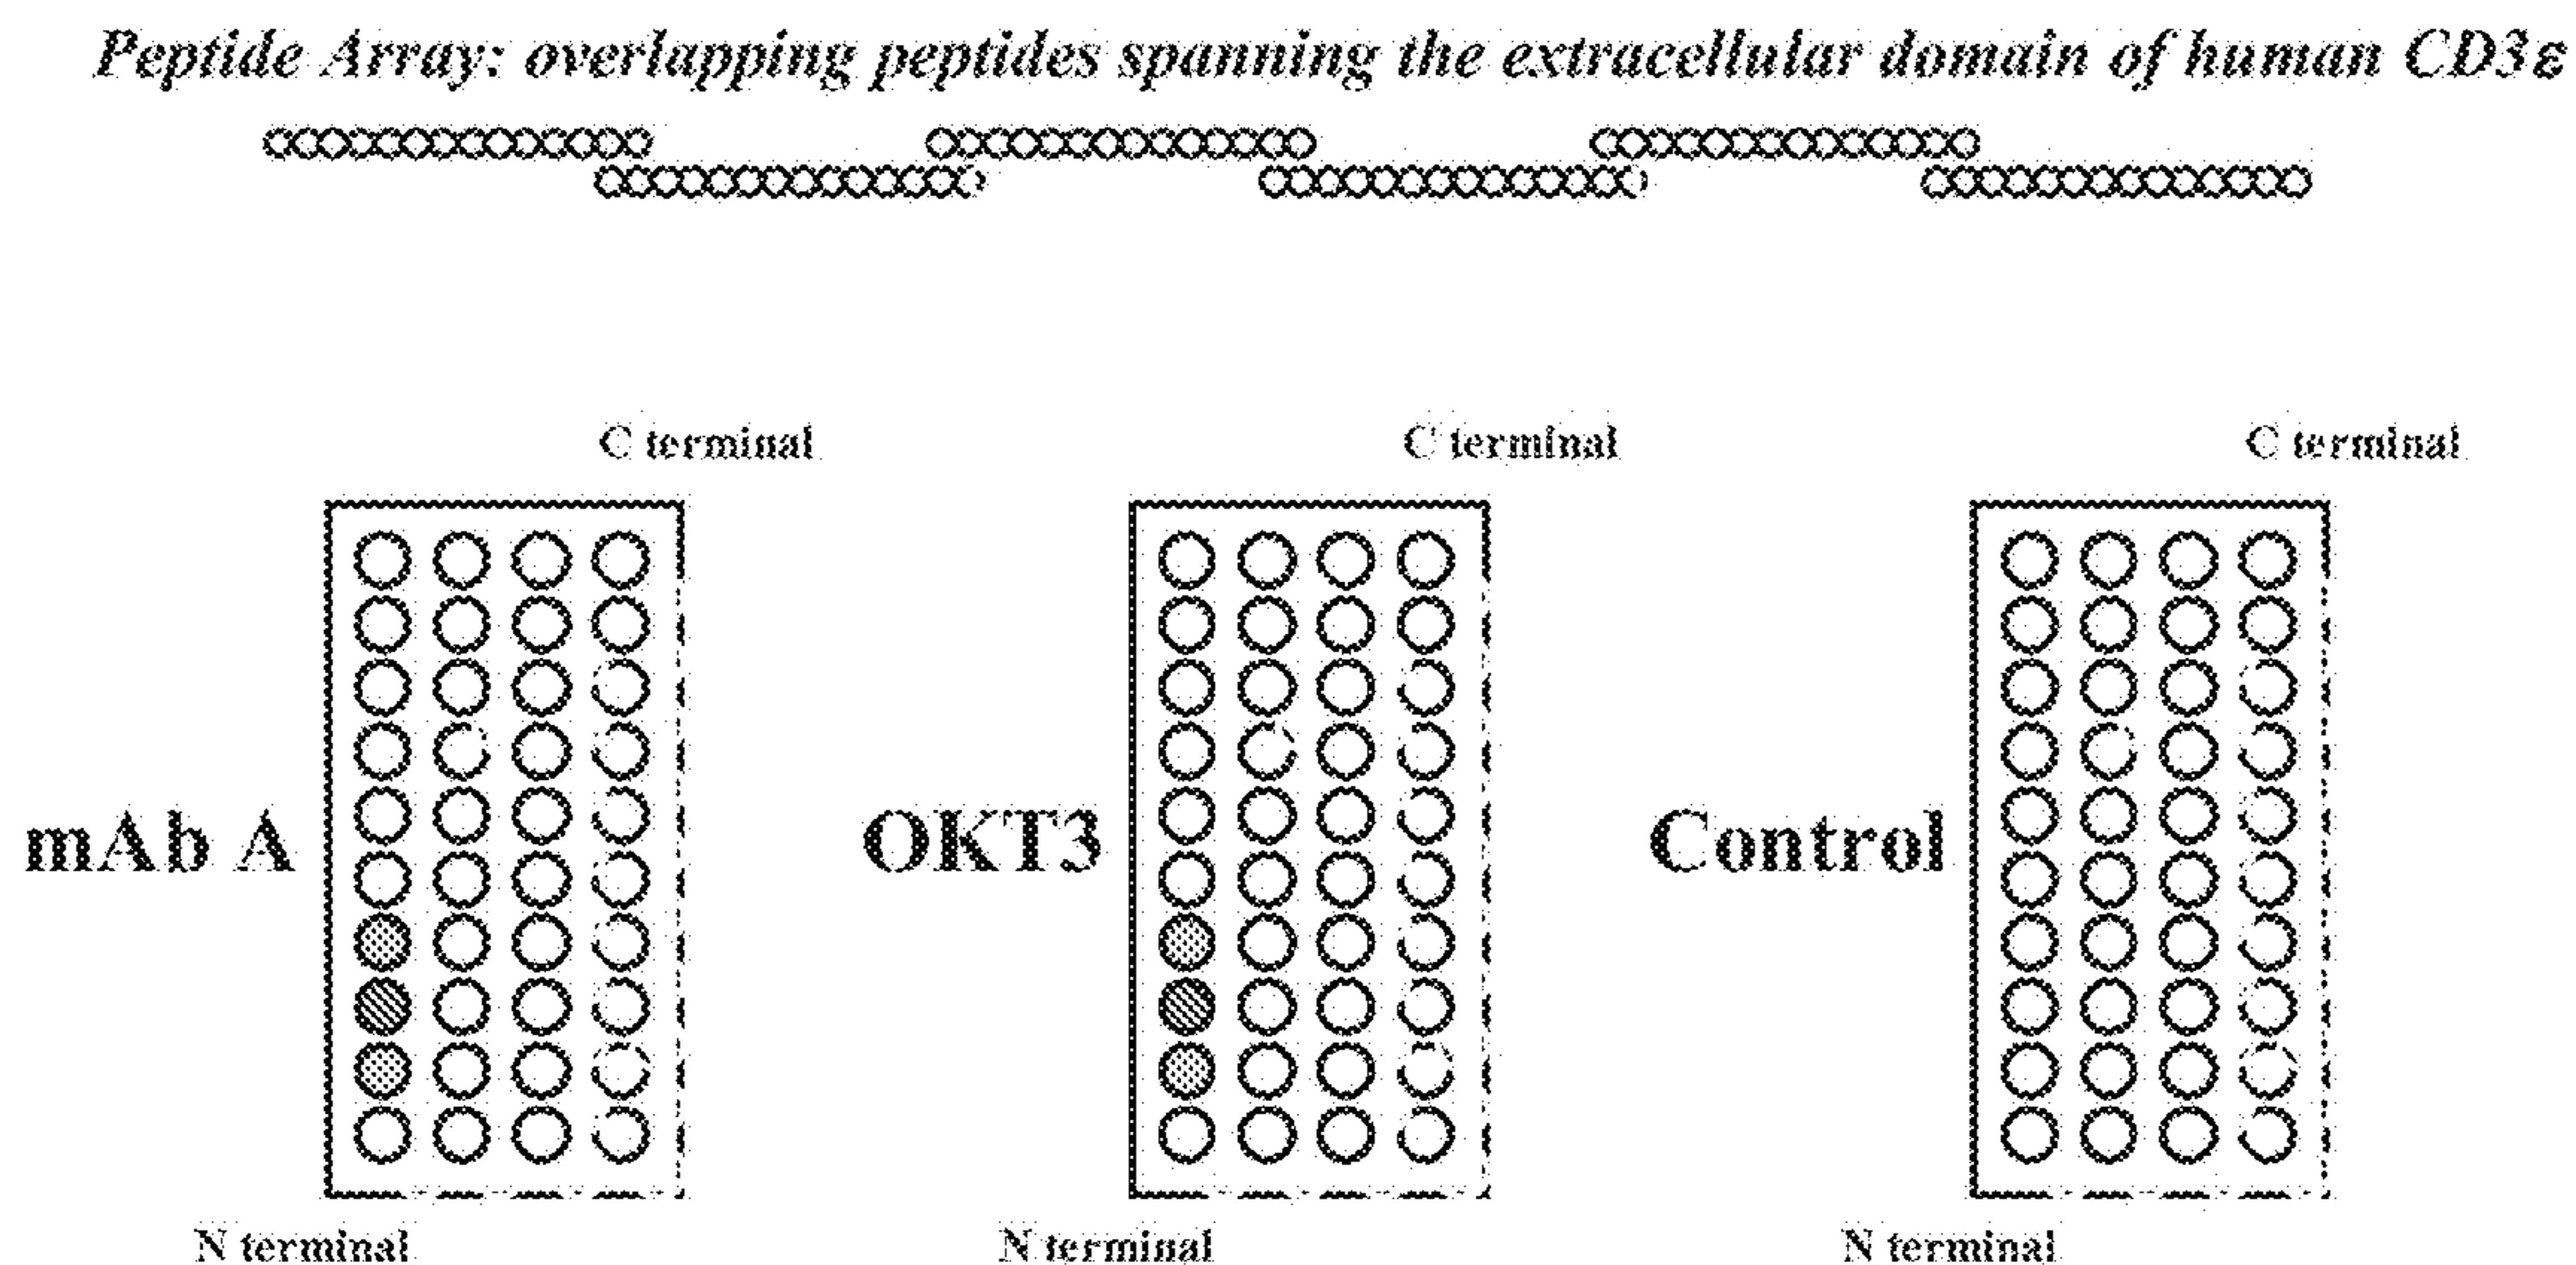 Peptide Array: overlapping peptides spanning the extracellular domain of human CD3ε
C terminal
C terminal
C terminal
mAb A
OKT3
Control
N terminal
N terminal
N terminal